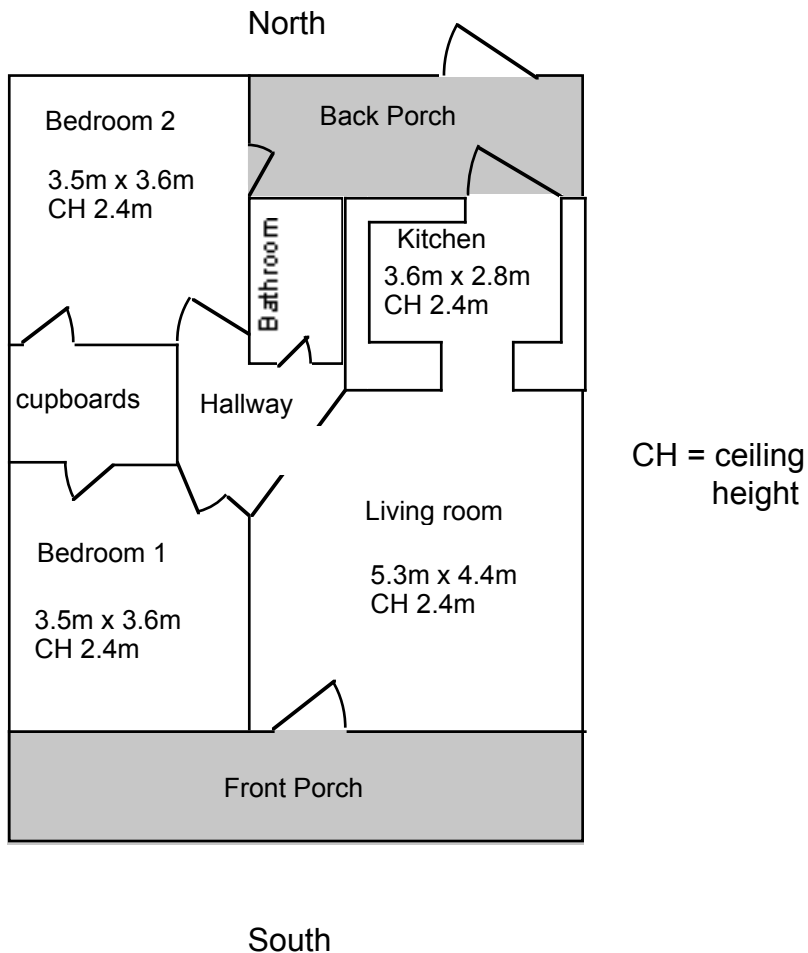 North
Bedroom 2
3.5m x 3.6m
CH 2.4m
Back Porch
Bathroom
Kitchen
3.6m x 2.8m
CH 2.4m
cupboards
Hallway
CH = ceiling
height
Living room
5.3m x 4.4m
CH 2.4m
Bedroom 1
3.5m x 3.6m
CH 2.4m
Front Porch
South